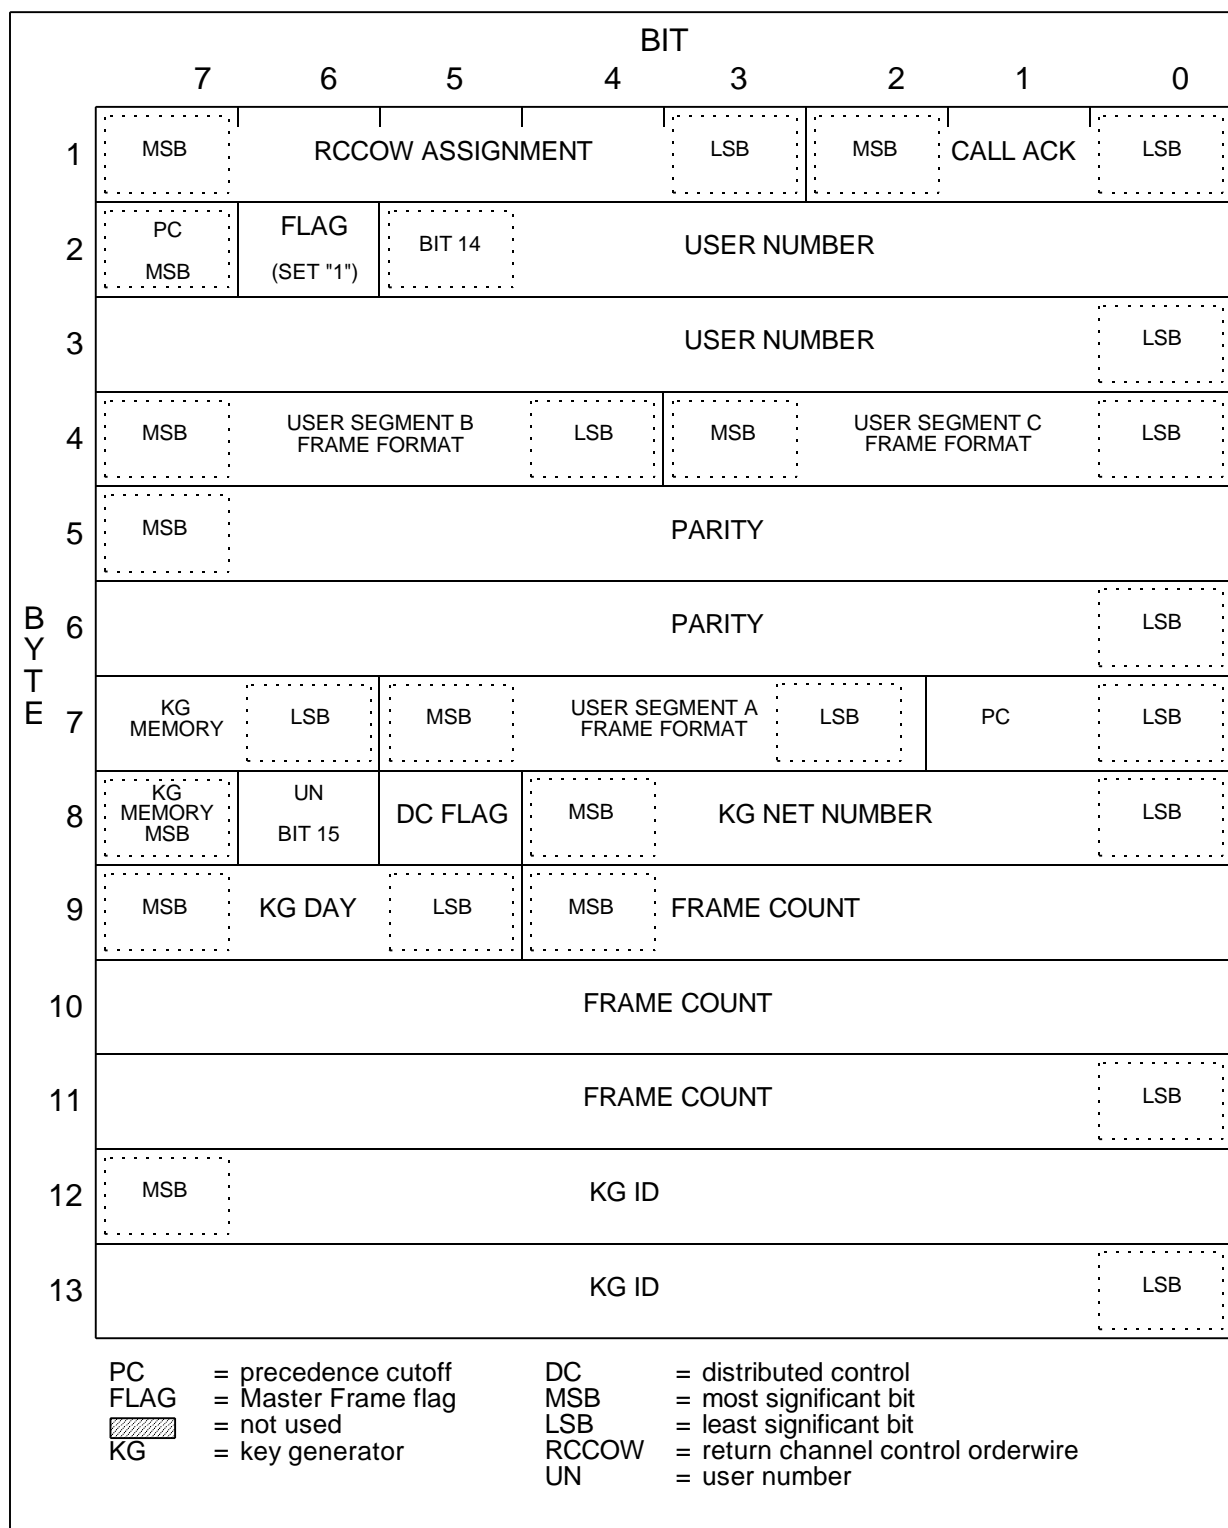 BIT
7 6 5 4 3 2 1 0
1 MSB RCCOW ASSIGNMENT LSB MSB CALL ACK LSB
2 PC MSB FLAG (SET "1") BIT 14 USER NUMBER
3 USER NUMBER LSB
4 MSB USER SEGMENT B FRAME FORMAT LSB MSB USER SEGMENT C FRAME FORMAT LSB
5 MSB PARITY
BYTE
6 PARITY LSB
7 KG MEMORY LSB MSB USER SEGMENT A FRAME FORMAT LSB PC LSB
8 KG MEMORY MSB UN BIT 15 DC FLAG MSB KG NET NUMBER LSB
9 MSB KG DAY LSB MSB FRAME COUNT
10 FRAME COUNT
11 FRAME COUNT LSB
12 MSB KG ID
13 KG ID LSB
PC = precedence cutoff
FLAG = Master Frame flag
= not used
KG = key generator
DC = distributed control
MSB = most significant bit
LSB = least significant bit
RCCOW = return channel control orderwire
UN = user number